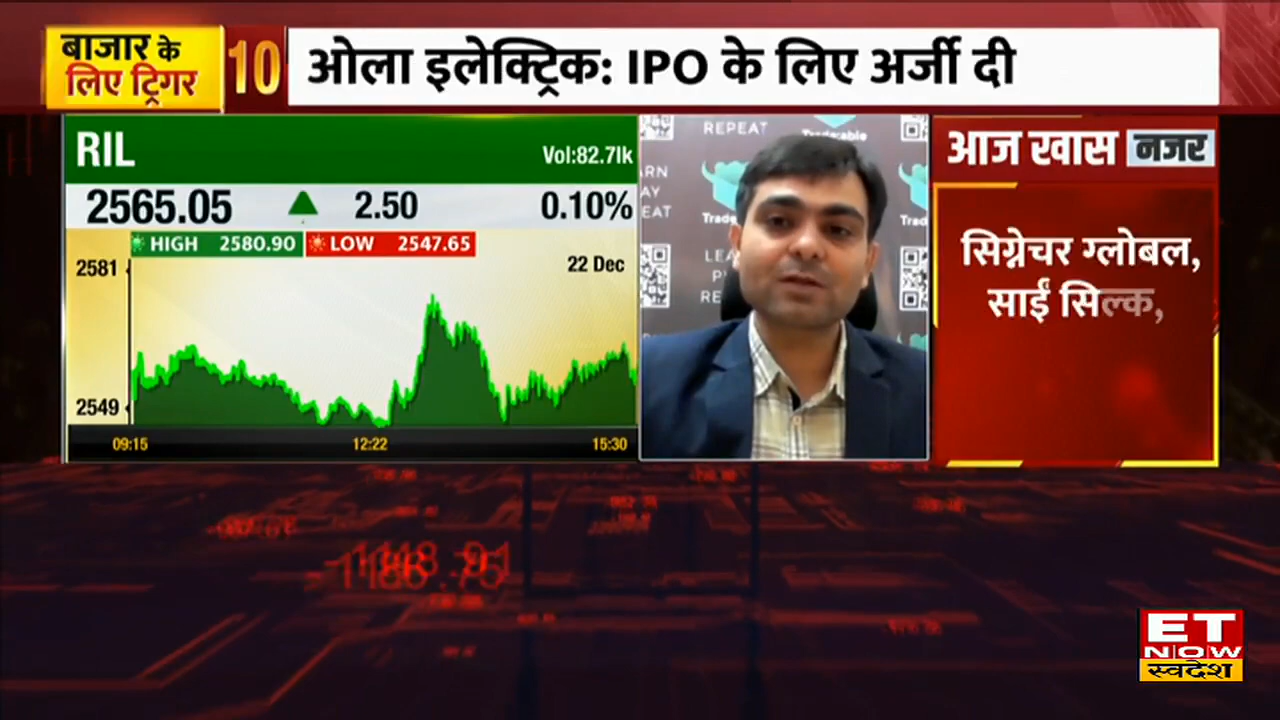 बाजार के
लिए ट्रिगर
10
ओला इलेक्ट्रिक: IPO के लिए अर्जी दी
RIL
Vol:82.7lk
2565.05 2.50 0.10%
HIGH 2580.90 LOW 2547.65
2581
22 Dec
2549
09:15 12:22 15:30
REPEAT
Tradeable
आज खास नजर
सिग्नेचर ग्लोबल,
साईं सिल्क,
ET
NOW
स्वदेश